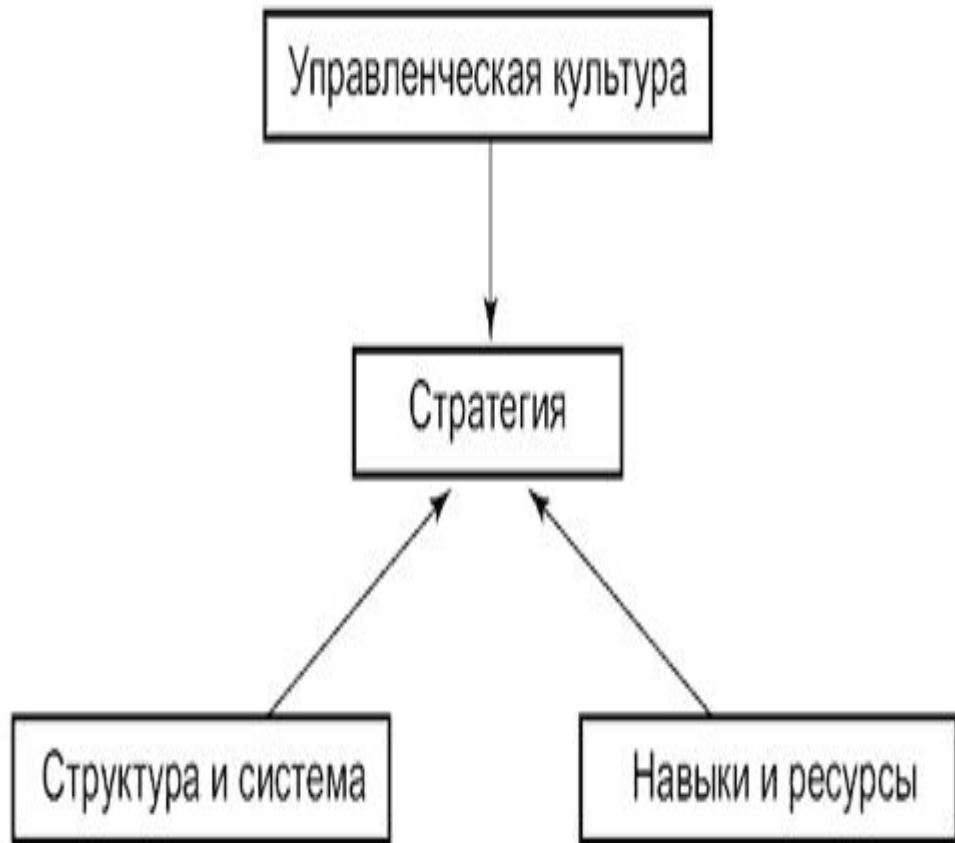 Управленческая культура
Стратегия
Структура и система
Навыки и ресурсы